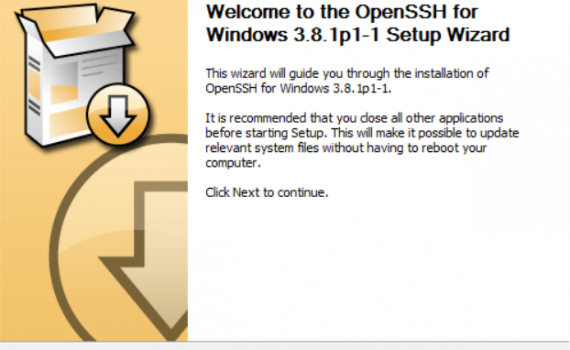 Welcome to the OpenSSH for
Windows 3.8.1p1-1 Setup Wizard
This wizard will guide you through the installation of
OpenSSH for Windows 3.8.1p1-1.
It is recommended that you close all other applications
before starting Setup. This will make it possible to update
relevant system files without having to reboot your
computer.
Click Next to continue.